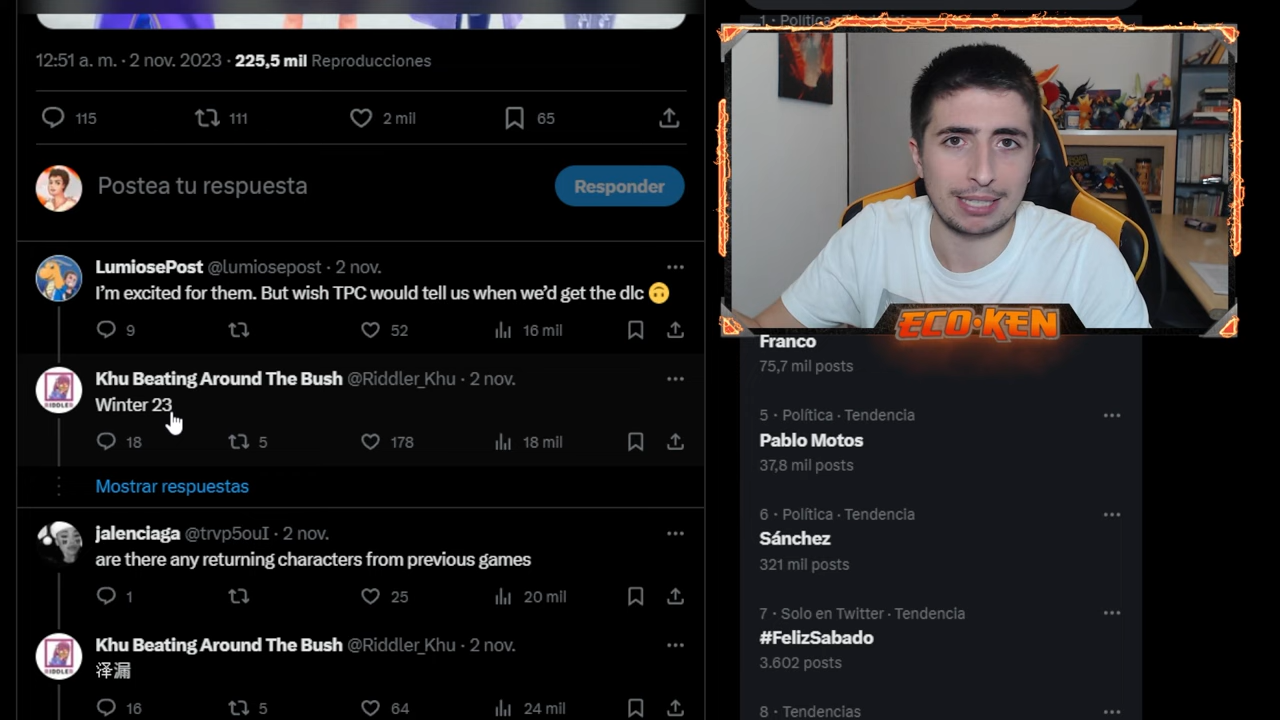 12:51 a. m. · 2 nov. 2023 · 225,5 mil Reproducciones
115 111 2 mil 65
Postea tu respuesta
Responder
LumiosePost @lumiosepost · 2 nov.
I'm excited for them. But wish TPC would tell us when we'd get the dlc 🙃
9 52 16 mil
Khu Beating Around The Bush @Riddler_Khu · 2 nov.
Winter 23
18 5 178 18 mil
Mostrar respuestas
jalenciaga @trvp5ouI · 2 nov.
are there any returning characters from previous games
1 25 20 mil
Khu Beating Around The Bush @Riddler_Khu · 2 nov.
16 5 64 24 mil
1 · Política · Tendencia
ECO·KEN
Franco
75,7 mil posts
5 · Política · Tendencia
Pablo Motos
37,8 mil posts
6 · Política · Tendencia
Sánchez
321 mil posts
7 · Solo en Twitter · Tendencia
#FelizSabado
3.602 posts
8 · Tendencias